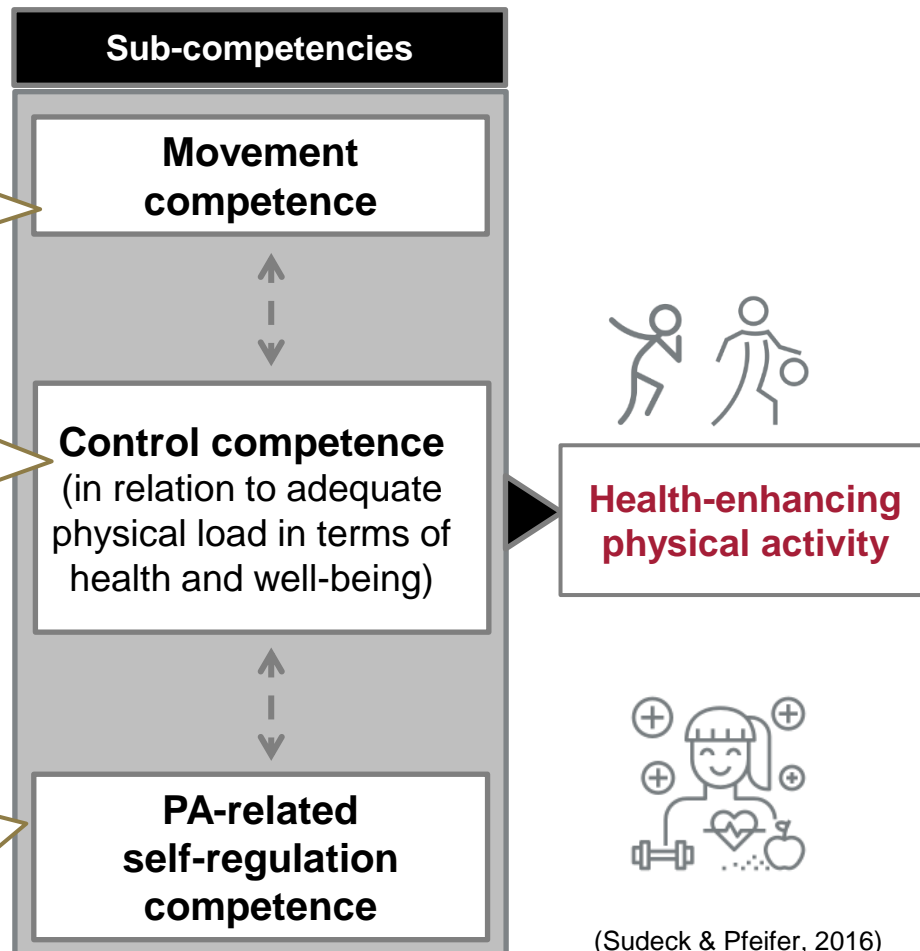 Sub-competencies
Movement
competence
Control competence
(in relation to adequate
physical load in terms of
health and well-being)
Health-enhancing
physical activity
PA-related
self-regulation
competence
(Sudeck & Pfeifer, 2016)